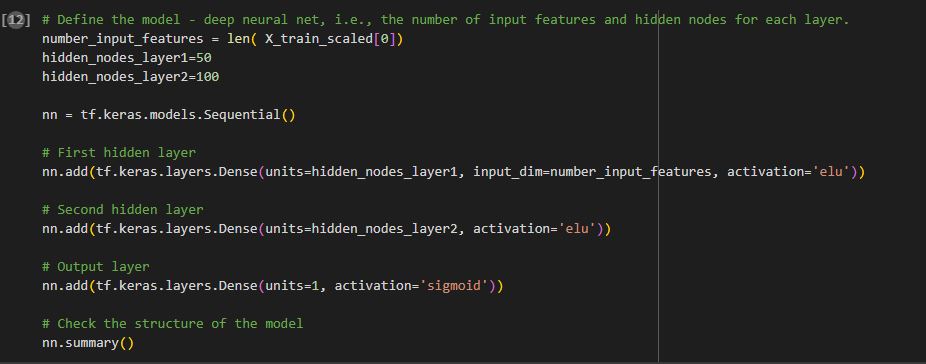 [12] # Define the model - deep neural net, i.e., the number of input features and hidden nodes for each layer.
number_input_features = len( X_train_scaled[0])
hidden_nodes_layer1=50
hidden_nodes_layer2=100
nn = tf.keras.models.Sequential()
# First hidden layer
nn.add(tf.keras.layers.Dense(units=hidden_nodes_layer1, input_dim=number_input_features, activation='elu'))
# Second hidden layer
nn.add(tf.keras.layers.Dense(units=hidden_nodes_layer2, activation='elu'))
# Output layer
nn.add(tf.keras.layers.Dense(units=1, activation='sigmoid'))
# Check the structure of the model
nn.summary()